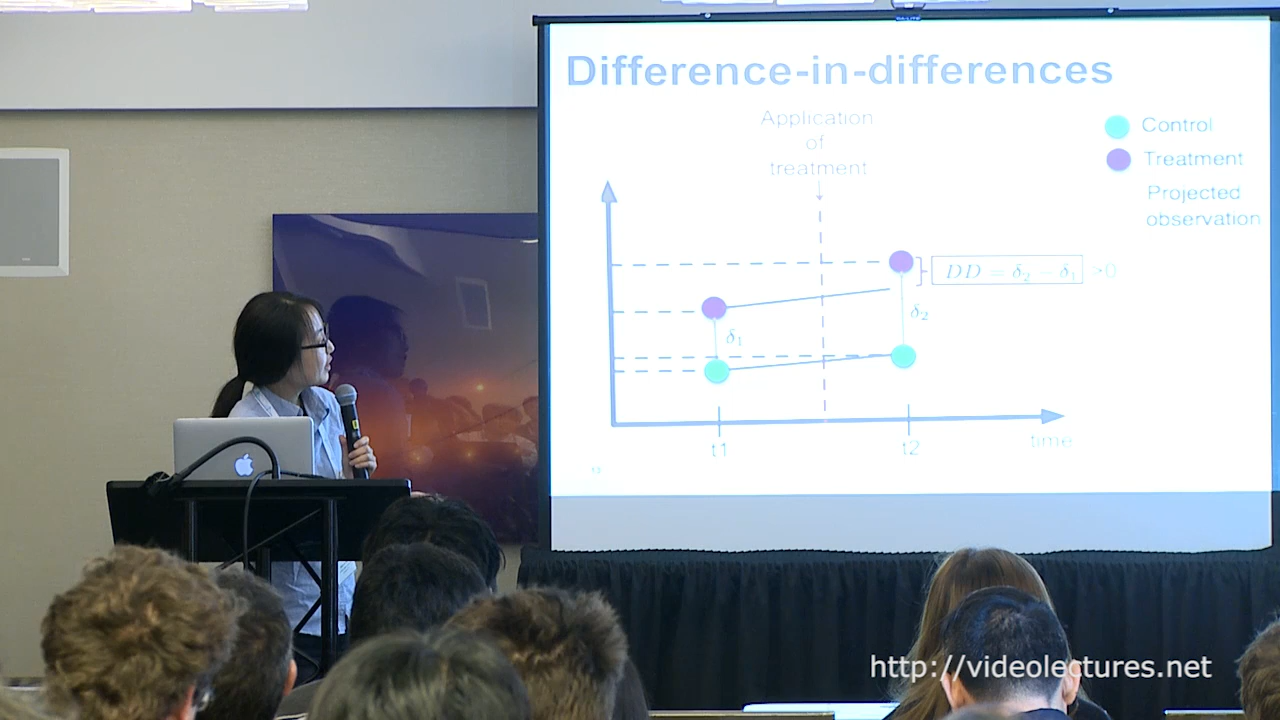 Difference-in-differences
Application
of
treatment
Control
Treatment
Projected
observation
DD = δ₂ − δ₁ >0
δ₁
δ₂
t1
t2
time
http://videolectures.net